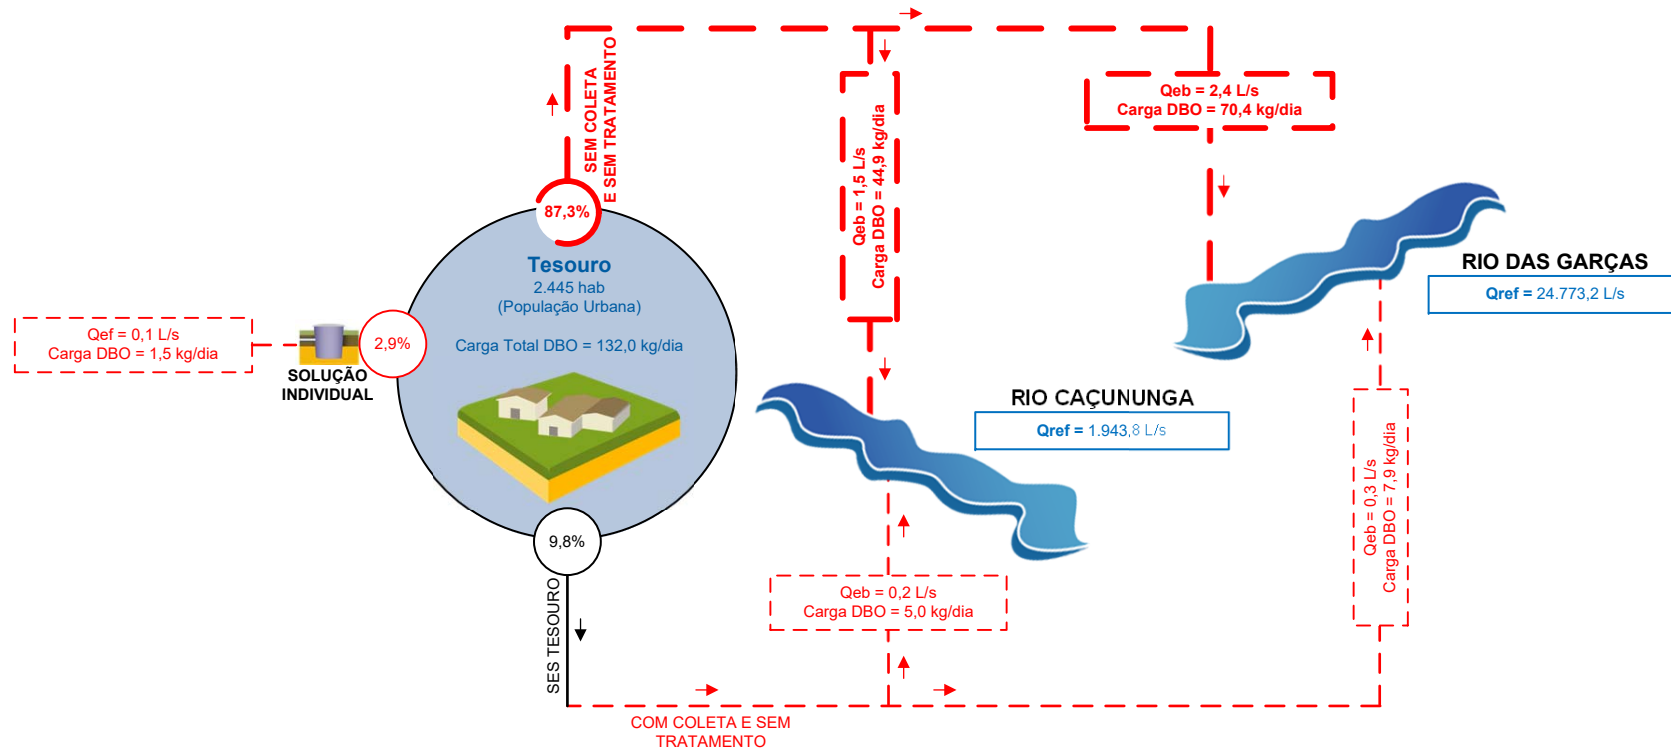 SEM COLETA
E SEM TRATAMENTO
87,3%
Tesouro
2.445 hab
(População Urbana)
Carga Total DBO = 132,0 kg/dia
Qef = 0,1 L/s
Carga DBO = 1,5 kg/dia
SOLUÇÃO
INDIVIDUAL
2,9%
9,8%
SES TESOURO
COM COLETA E SEM
TRATAMENTO
Qeb = 1,5 L/s
Carga DBO = 44,9 kg/dia
Qeb = 2,4 L/s
Carga DBO = 70,4 kg/dia
RIO DAS GARÇAS
Qref = 24.773,2 L/s
RIO CAÇUNUNGA
Qref = 1.943,8 L/s
Qeb = 0,2 L/s
Carga DBO = 5,0 kg/dia
Qeb = 0,3 L/s
Carga DBO = 7,9 kg/dia